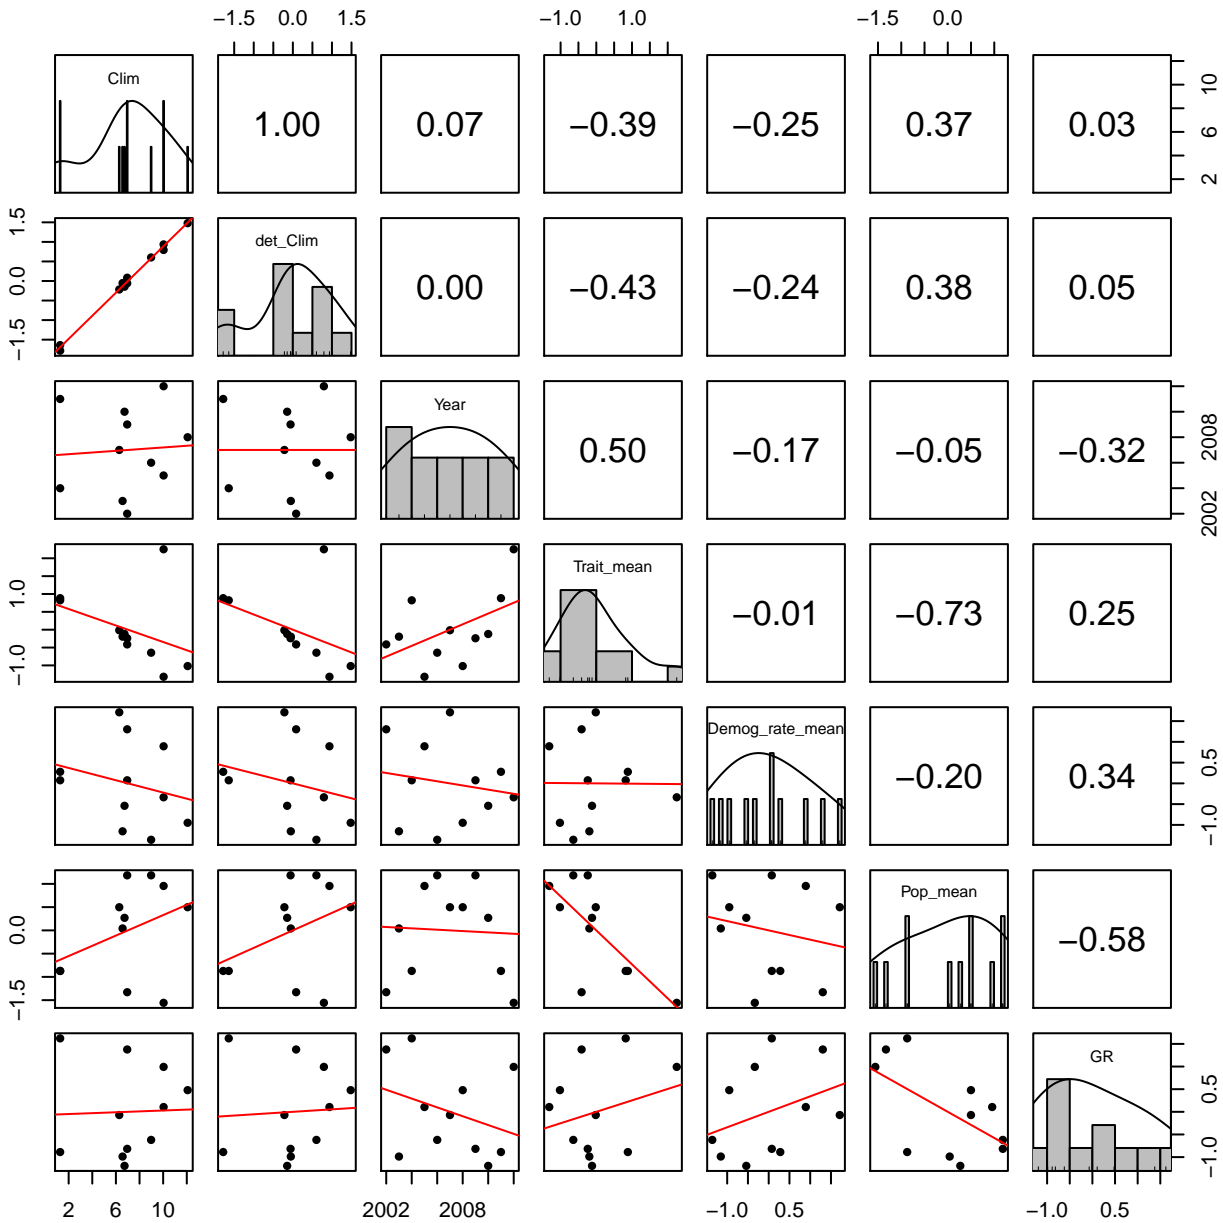 −1.5 0.0 1.5 −1.0 1.0 −1.5 0.0
Clim 1.00 0.07 −0.39 −0.25 0.37 0.03
10
6
2
1.5
0.0
−1.5
det_Clim 0.00 −0.43 −0.24 0.38 0.05
Year 0.50 −0.17 −0.05 −0.32
2008
2002
1.0
−1.0
Trait_mean −0.01 −0.73 0.25
Demog_rate_mean −0.20 0.34
0.5
−1.0
0.0
−1.5
Pop_mean −0.58
GR
0.5
−1.0
2 6 10 2002 2008 −1.0 0.5 −1.0 0.5